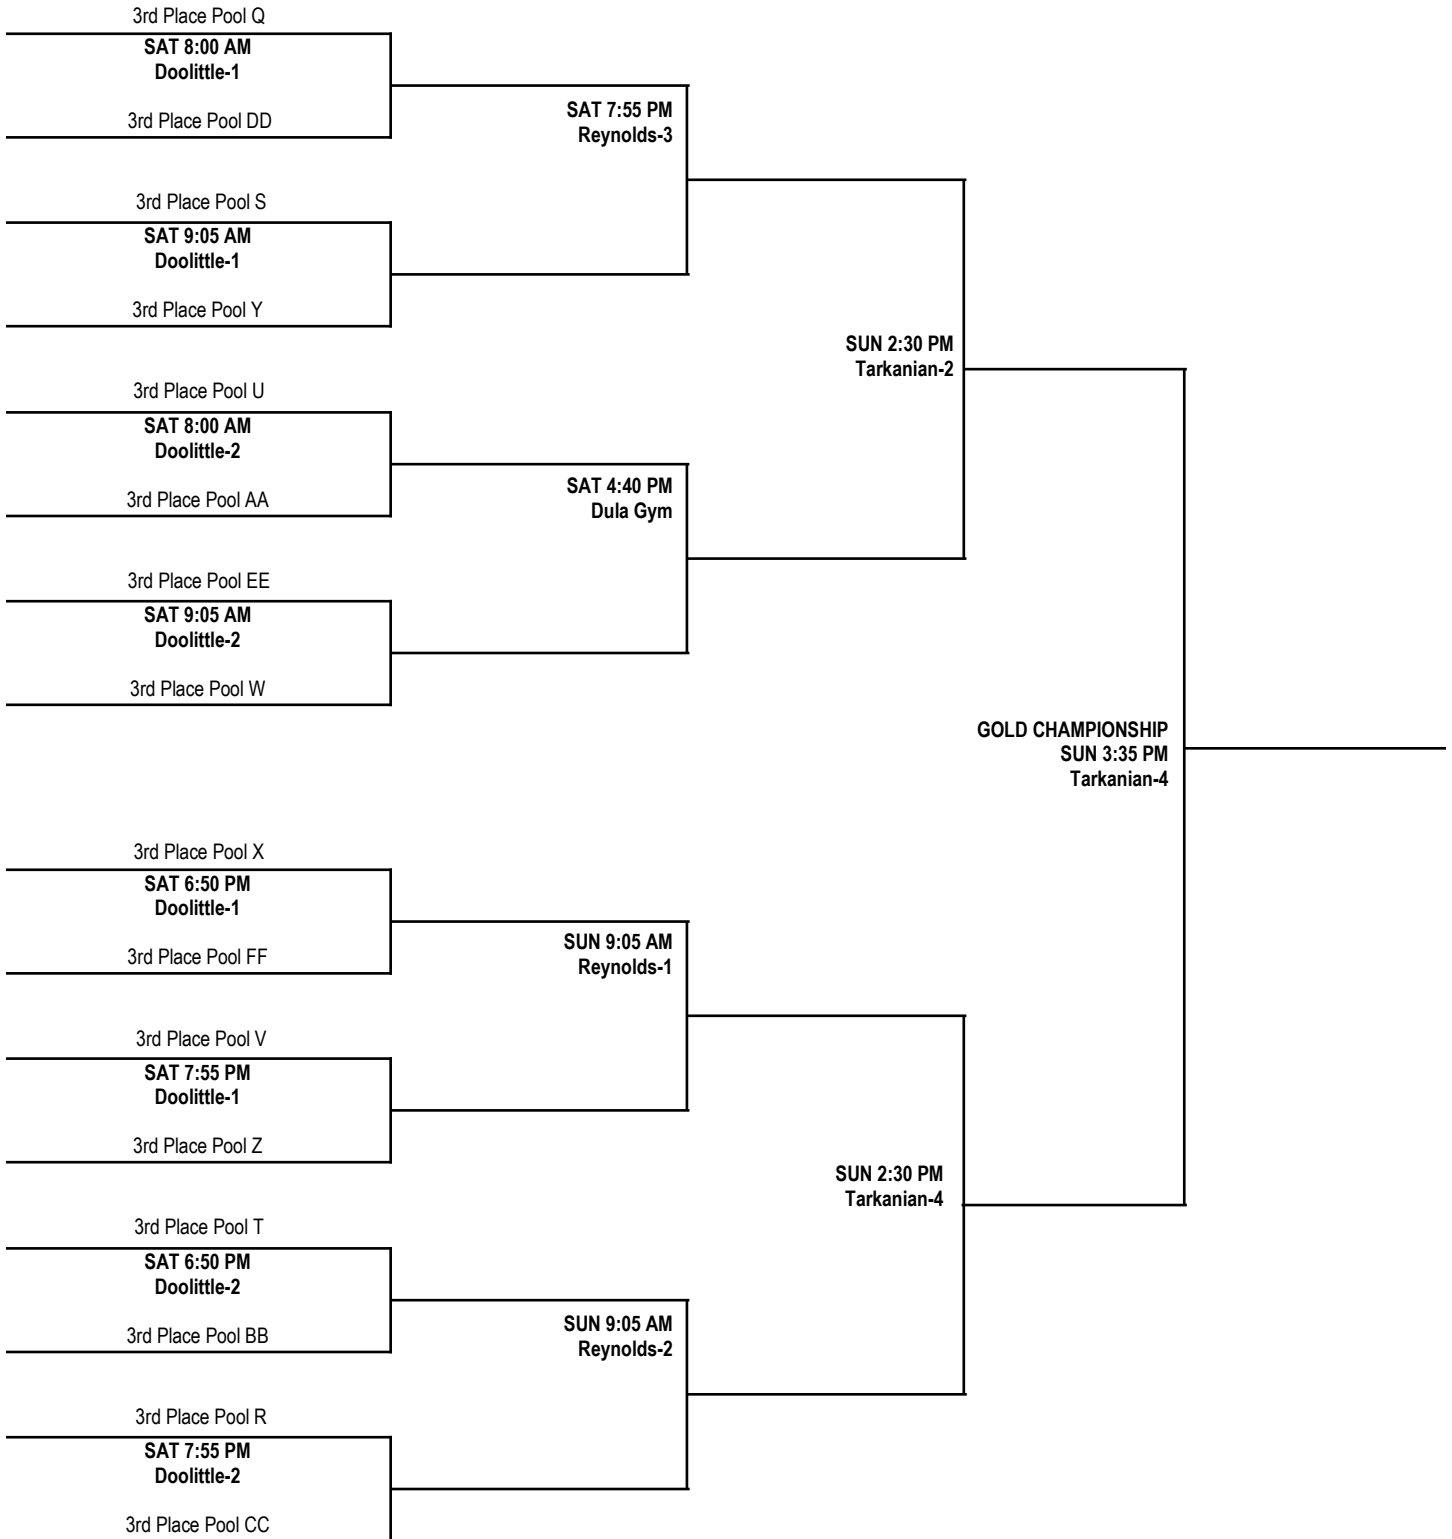 3rd Place Pool Q
SAT 8:00 AM
Doolittle-1
3rd Place Pool DD
SAT 7:55 PM
Reynolds-3
3rd Place Pool S
SAT 9:05 AM
Doolittle-1
3rd Place Pool Y
SUN 2:30 PM
Tarkanian-2
3rd Place Pool U
SAT 8:00 AM
Doolittle-2
3rd Place Pool AA
SAT 4:40 PM
Dula Gym
3rd Place Pool EE
SAT 9:05 AM
Doolittle-2
3rd Place Pool W
GOLD CHAMPIONSHIP
SUN 3:35 PM
Tarkanian-4
3rd Place Pool X
SAT 6:50 PM
Doolittle-1
3rd Place Pool FF
SUN 9:05 AM
Reynolds-1
3rd Place Pool V
SAT 7:55 PM
Doolittle-1
3rd Place Pool Z
SUN 2:30 PM
Tarkanian-4
3rd Place Pool T
SAT 6:50 PM
Doolittle-2
3rd Place Pool BB
SUN 9:05 AM
Reynolds-2
3rd Place Pool R
SAT 7:55 PM
Doolittle-2
3rd Place Pool CC